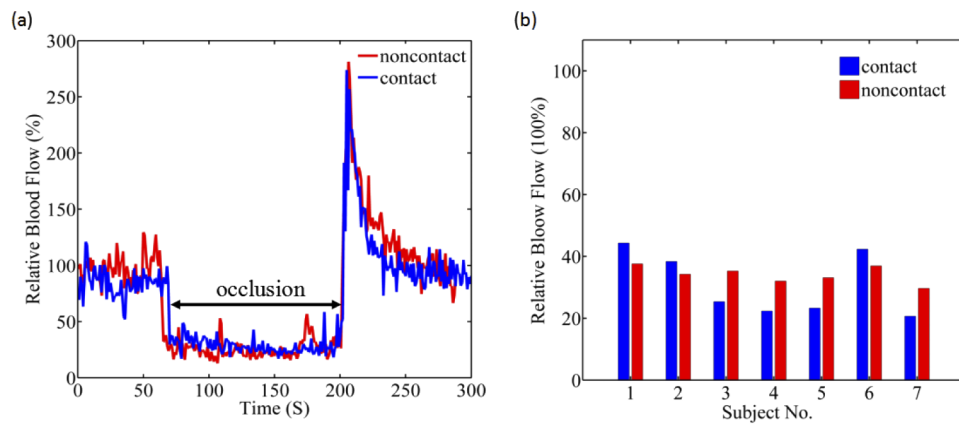 (a)
300
250
200
150
100
50
0
Relative Blood Flow (%)
noncontact
contact
occlusion
0 50 100 150 200 250 300
Time (S)
(b)
100
80
60
40
20
0
Relative Bloow Flow (100%)
contact
noncontact
1 2 3 4 5 6 7
Subject No.